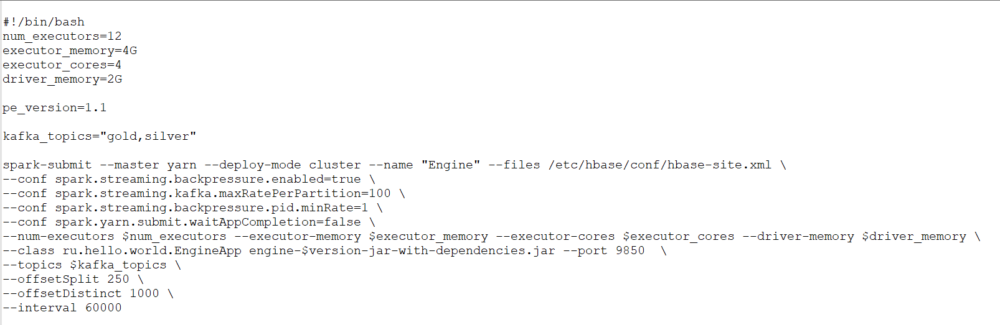 #!/bin/bash
num_executors=12
executor_memory=4G
executor_cores=4
driver_memory=2G
pe_version=1.1
kafka_topics="gold,silver"
spark-submit --master yarn --deploy-mode cluster --name "Engine" --files /etc/hbase/conf/hbase-site.xml \
--conf spark.streaming.backpressure.enabled=true \
--conf spark.streaming.kafka.maxRatePerPartition=100 \
--conf spark.streaming.backpressure.pid.minRate=1 \
--conf spark.yarn.submit.waitAppCompletion=false \
--num-executors $num_executors --executor-memory $executor_memory --executor-cores $executor_cores --driver-memory $driver_memory \
--class ru.hello.world.EngineApp engine-$version-jar-with-dependencies.jar --port 9850  \
--topics $kafka_topics \
--offsetSplit 250 \
--offsetDistinct 1000 \
--interval 60000